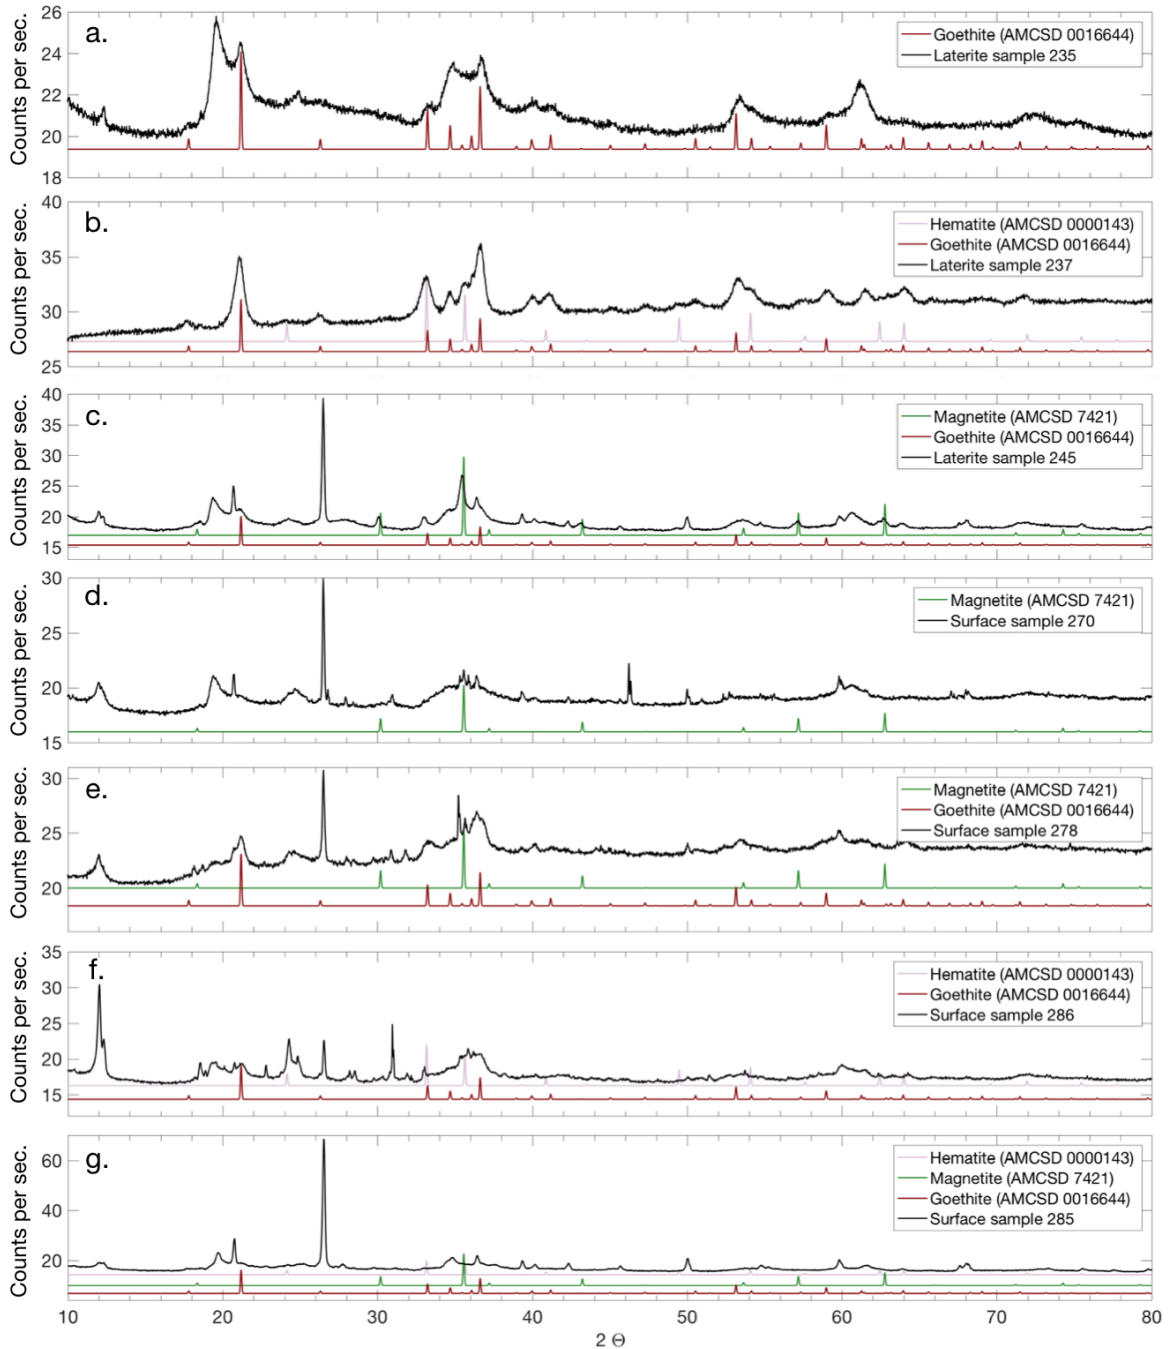 a.
Counts per sec.
26
24
22
20
18
Goethite (AMCSD 0016644)
Laterite sample 235
b.
Counts per sec.
40
35
30
25
Hematite (AMCSD 0000143)
Goethite (AMCSD 0016644)
Laterite sample 237
c.
Counts per sec.
40
35
30
25
20
15
Magnetite (AMCSD 7421)
Goethite (AMCSD 0016644)
Laterite sample 245
d.
Counts per sec.
30
25
20
15
Magnetite (AMCSD 7421)
Surface sample 270
e.
Counts per sec.
30
25
20
Magnetite (AMCSD 7421)
Goethite (AMCSD 0016644)
Surface sample 278
f.
Counts per sec.
35
30
25
20
15
Hematite (AMCSD 0000143)
Goethite (AMCSD 0016644)
Surface sample 286
g.
Counts per sec.
60
40
20
Hematite (AMCSD 0000143)
Magnetite (AMCSD 7421)
Goethite (AMCSD 0016644)
Surface sample 285
10 20 30 40 50 60 70 80
2 Θ